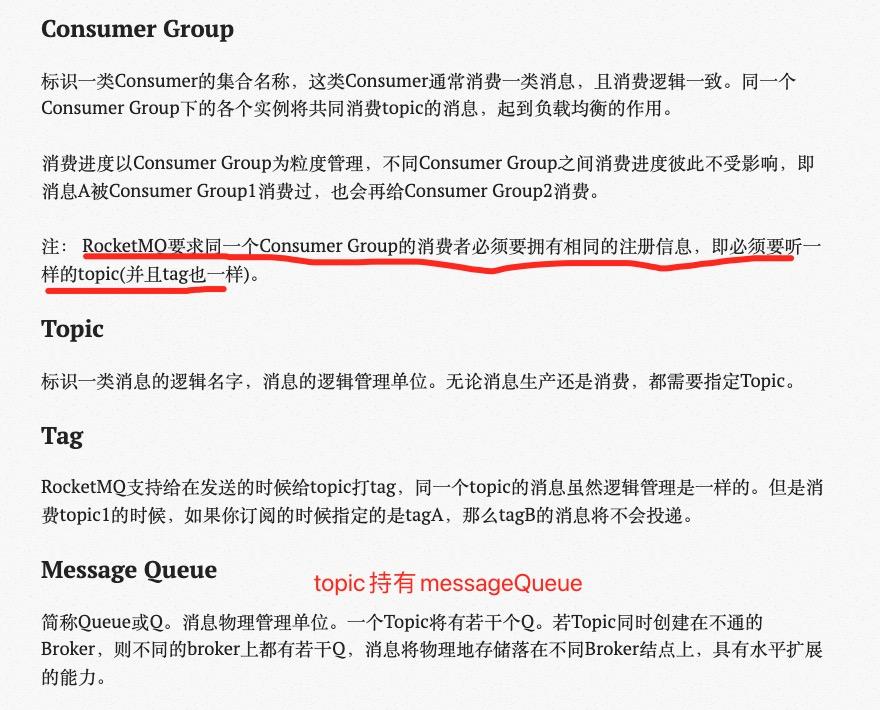 Consumer Group
标识一类Consumer的集合名称，这类Consumer通常消费一类消息，且消费逻辑一致。同一个
Consumer Group下的各个实例将共同消费topic的消息，起到负载均衡的作用。
消费进度以Consumer Group为粒度管理，不同Consumer Group之间消费进度彼此不受影响，即
消息A被Consumer Group1消费过，也会再给Consumer Group2消费。
注： RocketMQ要求同一个Consumer Group的消费者必须要拥有相同的注册信息，即必须要听一
样的topic(并且tag也一样)。
Topic
标识一类消息的逻辑名字，消息的逻辑管理单位。无论消息生产还是消费，都需要指定Topic。
Tag
RocketMQ支持给在发送的时候给topic打tag，同一个topic的消息虽然逻辑管理是一样的。但是消
费topic1的时候，如果你订阅的时候指定的是tagA，那么tagB的消息将不会投递。
Message Queue
topic 持有 messageQueue
简称Queue或Q。消息物理管理单位。一个Topic将有若干个Q。若Topic同时创建在不通的
Broker，则不同的broker上都有若干Q，消息将物理地存储落在不同Broker结点上，具有水平扩展
的能力。